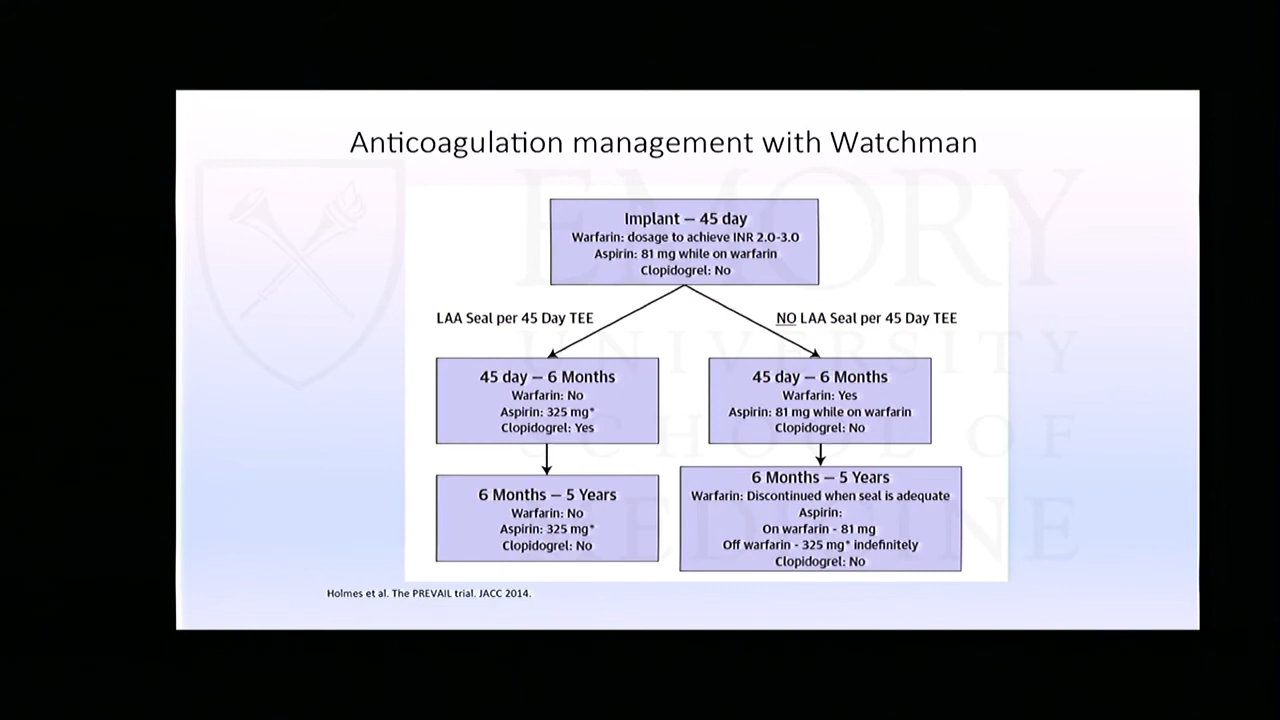 Anticoagulation management with Watchman
Implant – 45 day
Warfarin: dosage to achieve INR 2.0-3.0
Aspirin: 81 mg while on warfarin
Clopidogrel: No
LAA Seal per 45 Day TEE
NO LAA Seal per 45 Day TEE
45 day – 6 Months
Warfarin: No
Aspirin: 325 mg*
Clopidogrel: Yes
45 day – 6 Months
Warfarin: Yes
Aspirin: 81 mg while on warfarin
Clopidogrel: No
6 Months – 5 Years
Warfarin: No
Aspirin: 325 mg*
Clopidogrel: No
6 Months – 5 Years
Warfarin: Discontinued when seal is adequate
Aspirin:
On warfarin - 81 mg
Off warfarin - 325 mg* indefinitely
Clopidogrel: No
Holmes et al. The PREVAIL trial. JACC 2014.
EMORY
UNIVERSITY
SCHOOL OF
MEDICINE